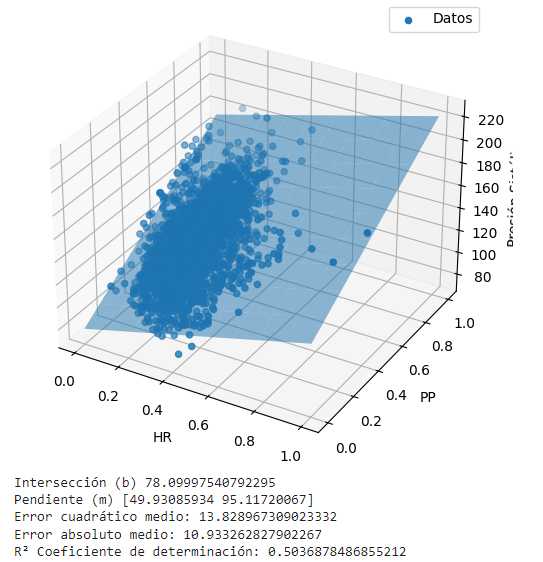 Datos
220
200
180
160
140
120
100
80
0.0
0.2
0.4
0.6
0.8
1.0
HR
0.0
0.2
0.4
0.6
0.8
1.0
PP
Intersección (b) 78.09997540792295
Pendiente (m) [49.93085934 95.11720067]
Error cuadrático medio: 13.828967309023332
Error absoluto medio: 10.933262827902267
R² Coeficiente de determinación: 0.5036878486855212